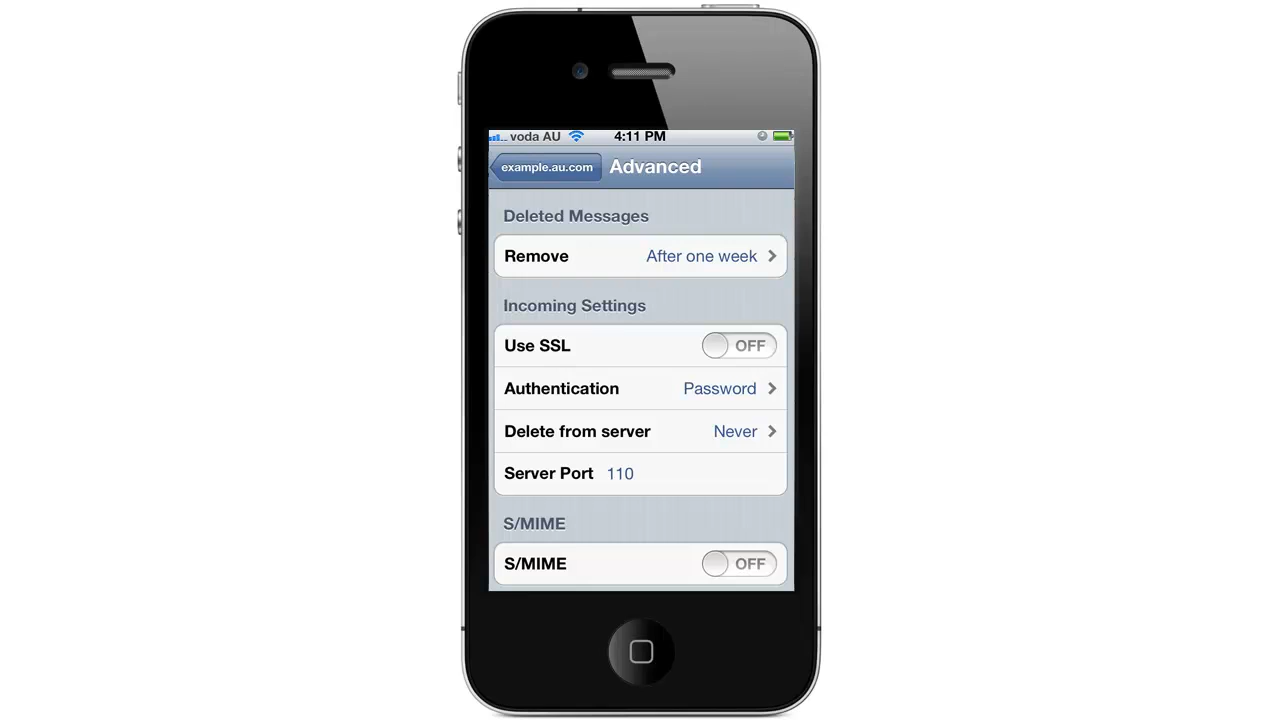 voda AU 4:11 PM
example.au.com Advanced
Deleted Messages
Remove After one week
Incoming Settings
Use SSL OFF
Authentication Password
Delete from server Never
Server Port 110
S/MIME
S/MIME OFF